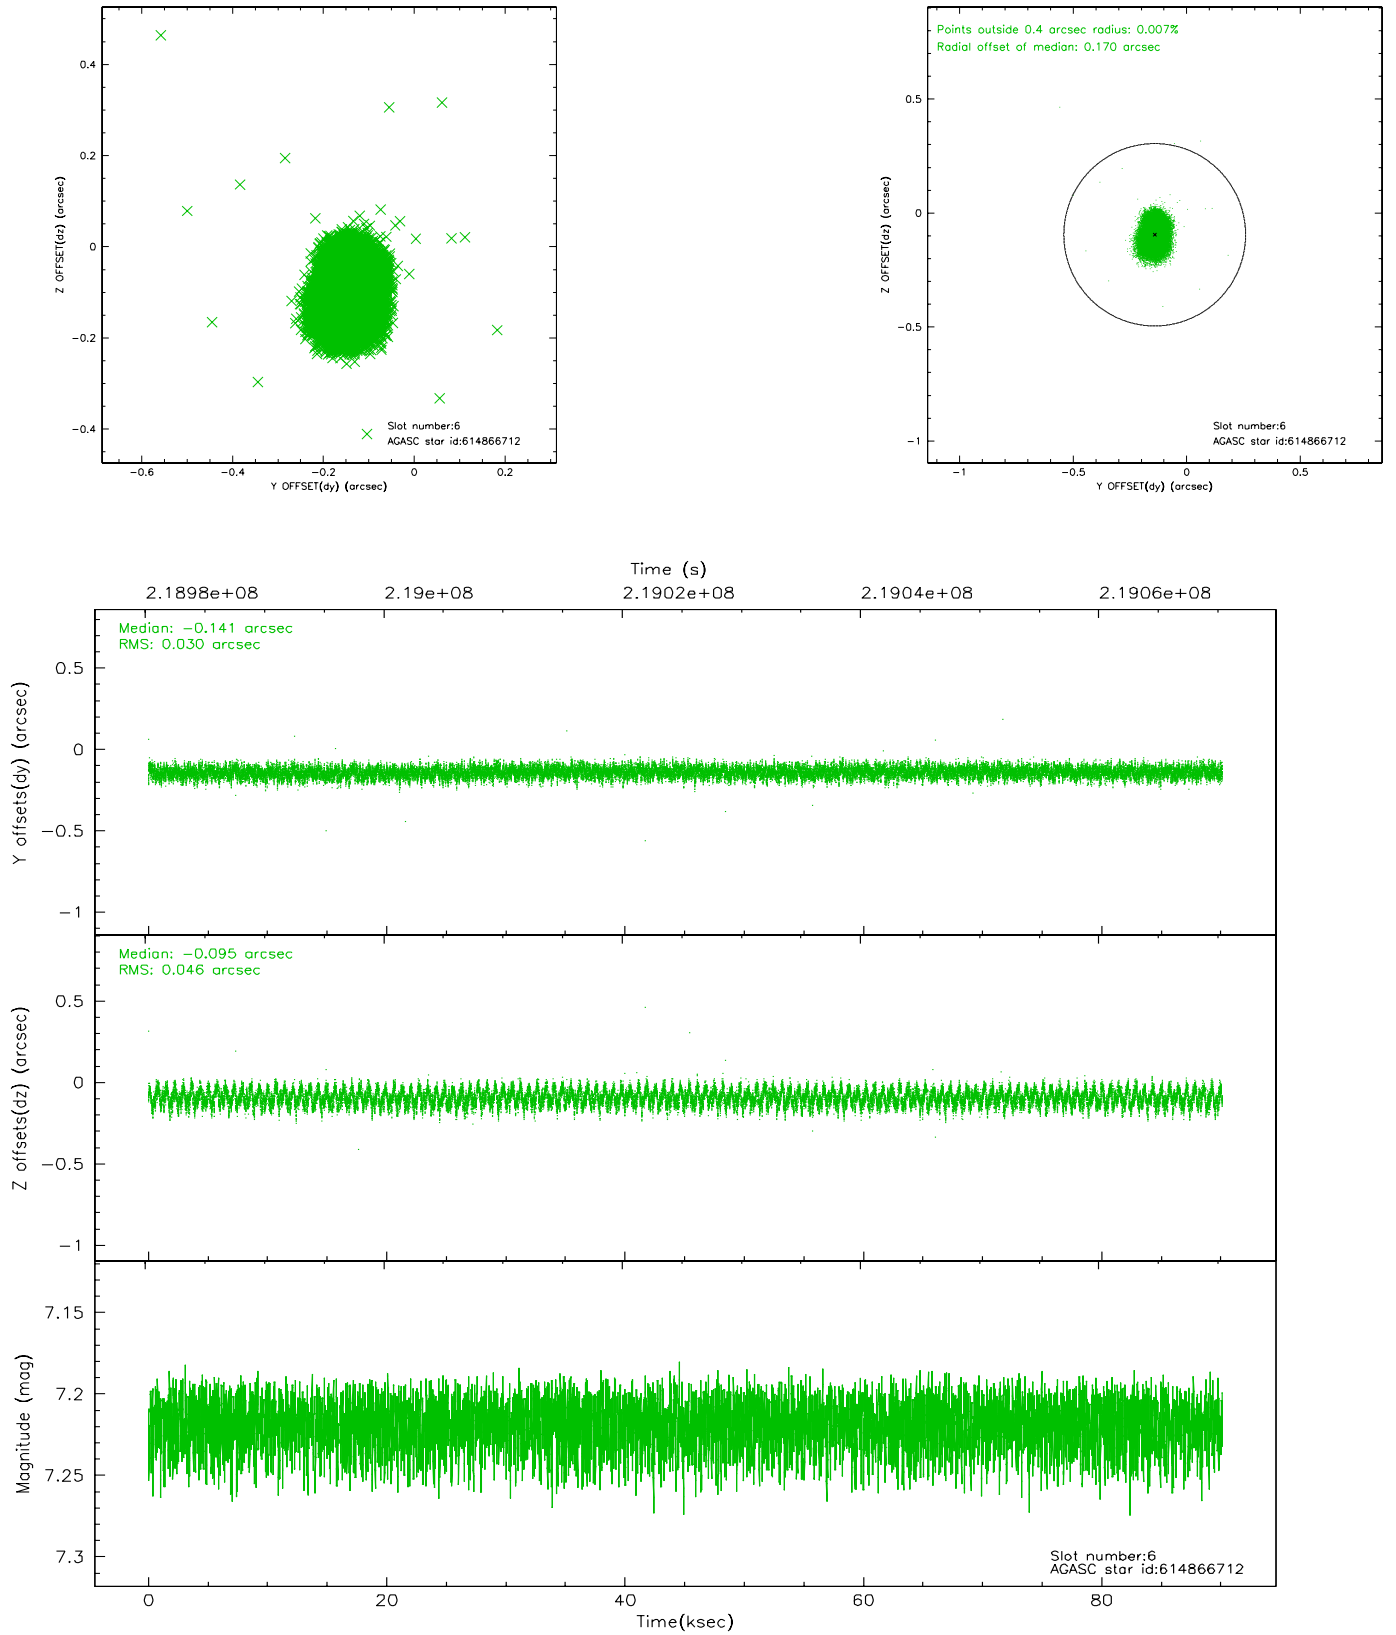 0.4
0.2
0
−0.2
−0.4
Z OFFSET(dz) (arcsec)
Slot number:6
AGASC star id:614866712
−0.6 −0.4 −0.2 0 0.2
Y OFFSET(dy) (arcsec)
Points outside 0.4 arcsec radius: 0.007%
Radial offset of median: 0.170 arcsec
0.5
0
−0.5
−1
Z OFFSET(dz) (arcsec)
Slot number:6
AGASC star id:614866712
−1 −0.5 0 0.5
Y OFFSET(dy) (arcsec)
Time (s)
2.1898e+08 2.19e+08 2.1902e+08 2.1904e+08 2.1906e+08
Median: −0.141 arcsec
RMS: 0.030 arcsec
0.5
0
−0.5
−1
Y offsets(dy) (arcsec)
Median: −0.095 arcsec
RMS: 0.046 arcsec
0.5
0
−0.5
−1
Z offsets(dz) (arcsec)
7.15
7.2
7.25
7.3
Magnitude (mag)
Slot number:6
AGASC star id:614866712
0 20 40 60 80
Time(ksec)